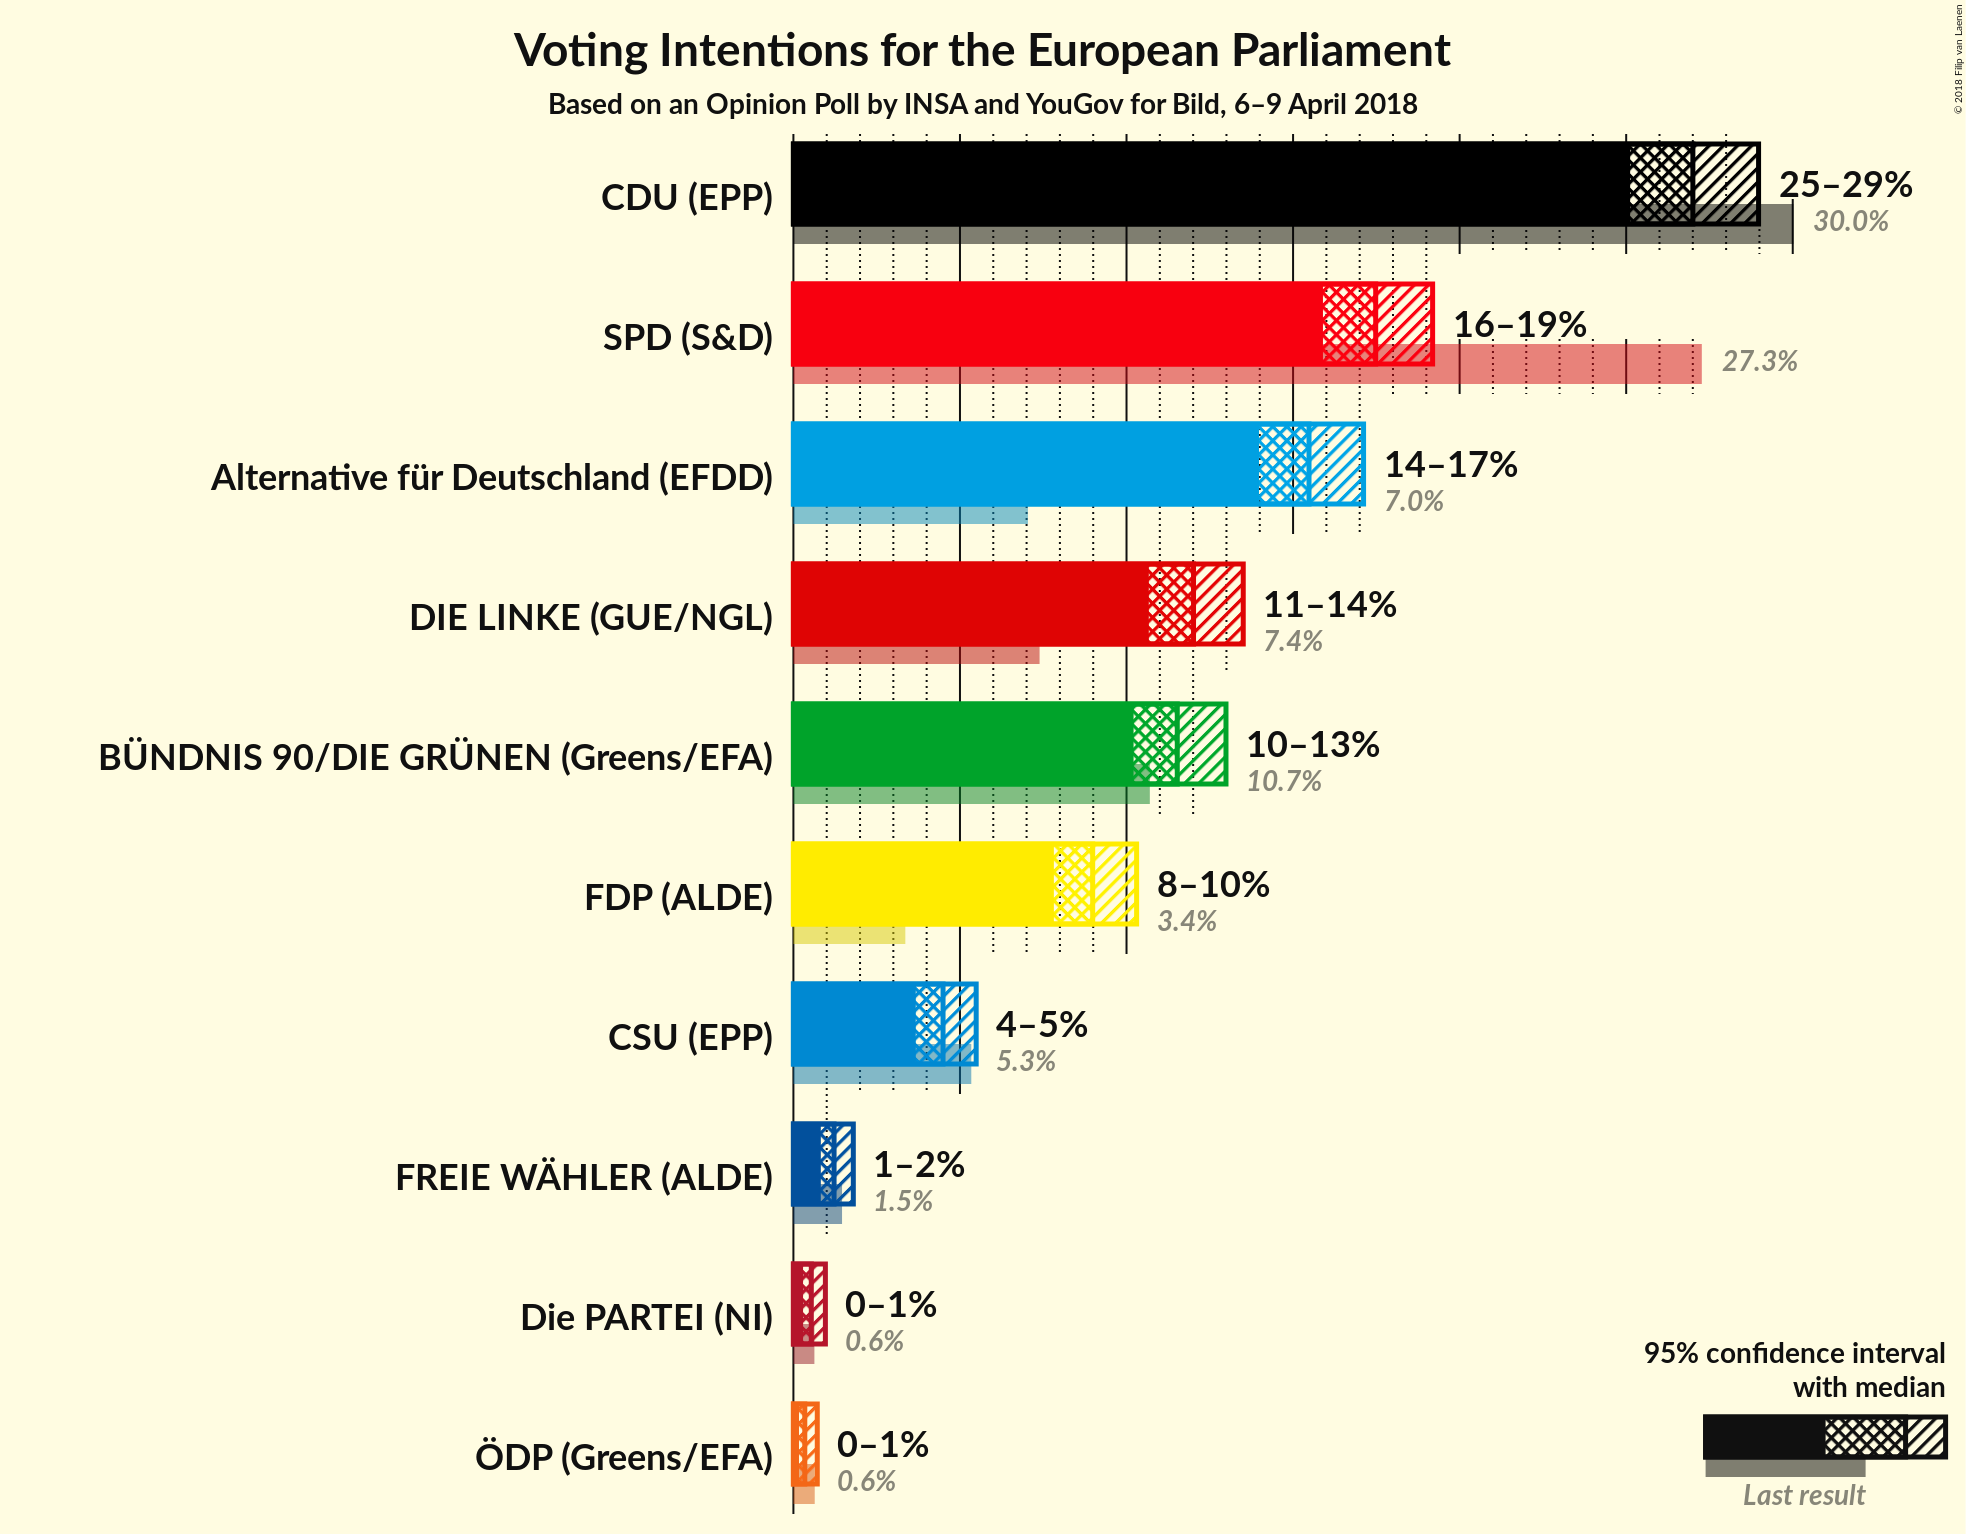 Voting Intentions for the European Parliament
Based on an Opinion Poll by INSA and YouGov for Bild, 6–9 April 2018
© 2018 Filip van Laenen
CDU (EPP)
25–29%
30.0%
SPD (S&D)
16–19%
27.3%
Alternative für Deutschland (EFDD)
14–17%
7.0%
DIE LINKE (GUE/NGL)
11–14%
7.4%
BÜNDNIS 90/DIE GRÜNEN (Greens/EFA)
10–13%
10.7%
FDP (ALDE)
8–10%
3.4%
CSU (EPP)
4–5%
5.3%
FREIE WÄHLER (ALDE)
1–2%
1.5%
Die PARTEI (NI)
0–1%
0.6%
ÖDP (Greens/EFA)
0–1%
0.6%
95% confidence interval
with median
Last result